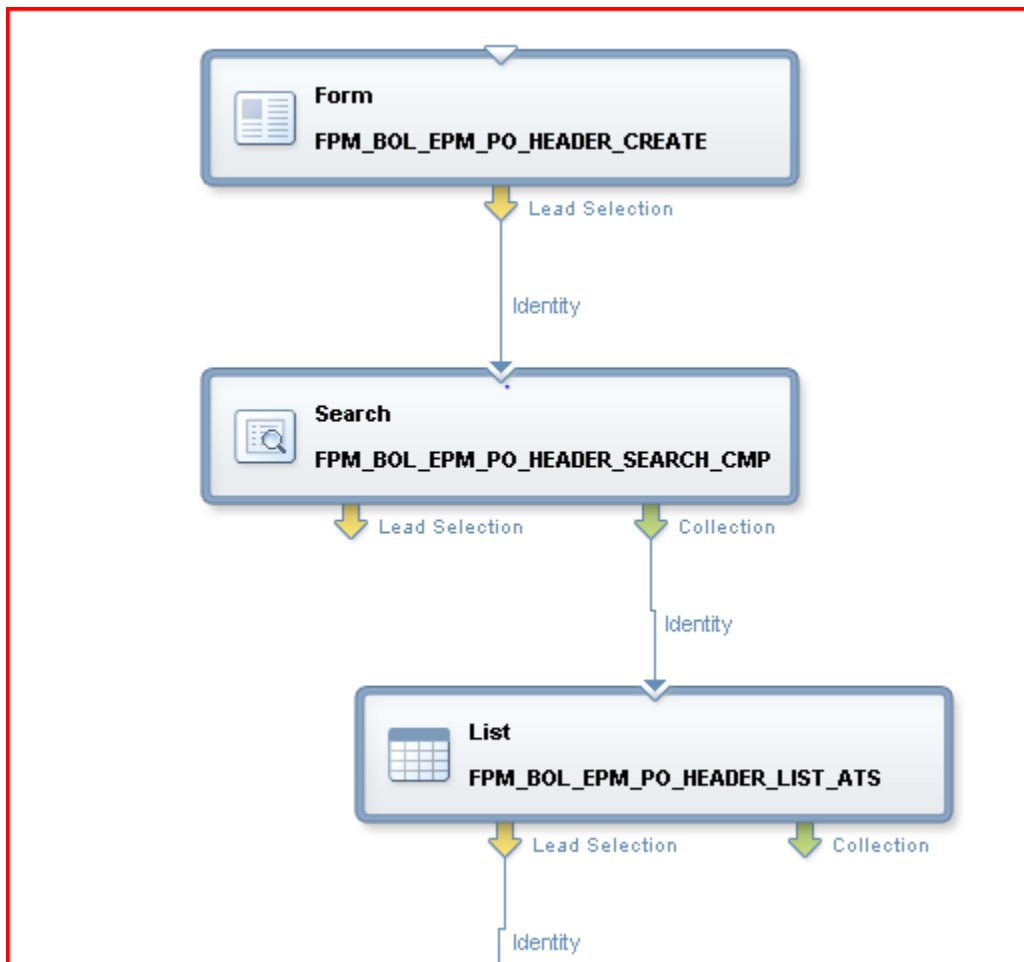 Form
FPM_BOL_EPM_PO_HEADER_CREATE
Lead Selection
Identity
Search
FPM_BOL_EPM_PO_HEADER_SEARCH_CMP
Lead Selection
Collection
Identity
List
FPM_BOL_EPM_PO_HEADER_LIST_ATS
Lead Selection
Collection
Identity